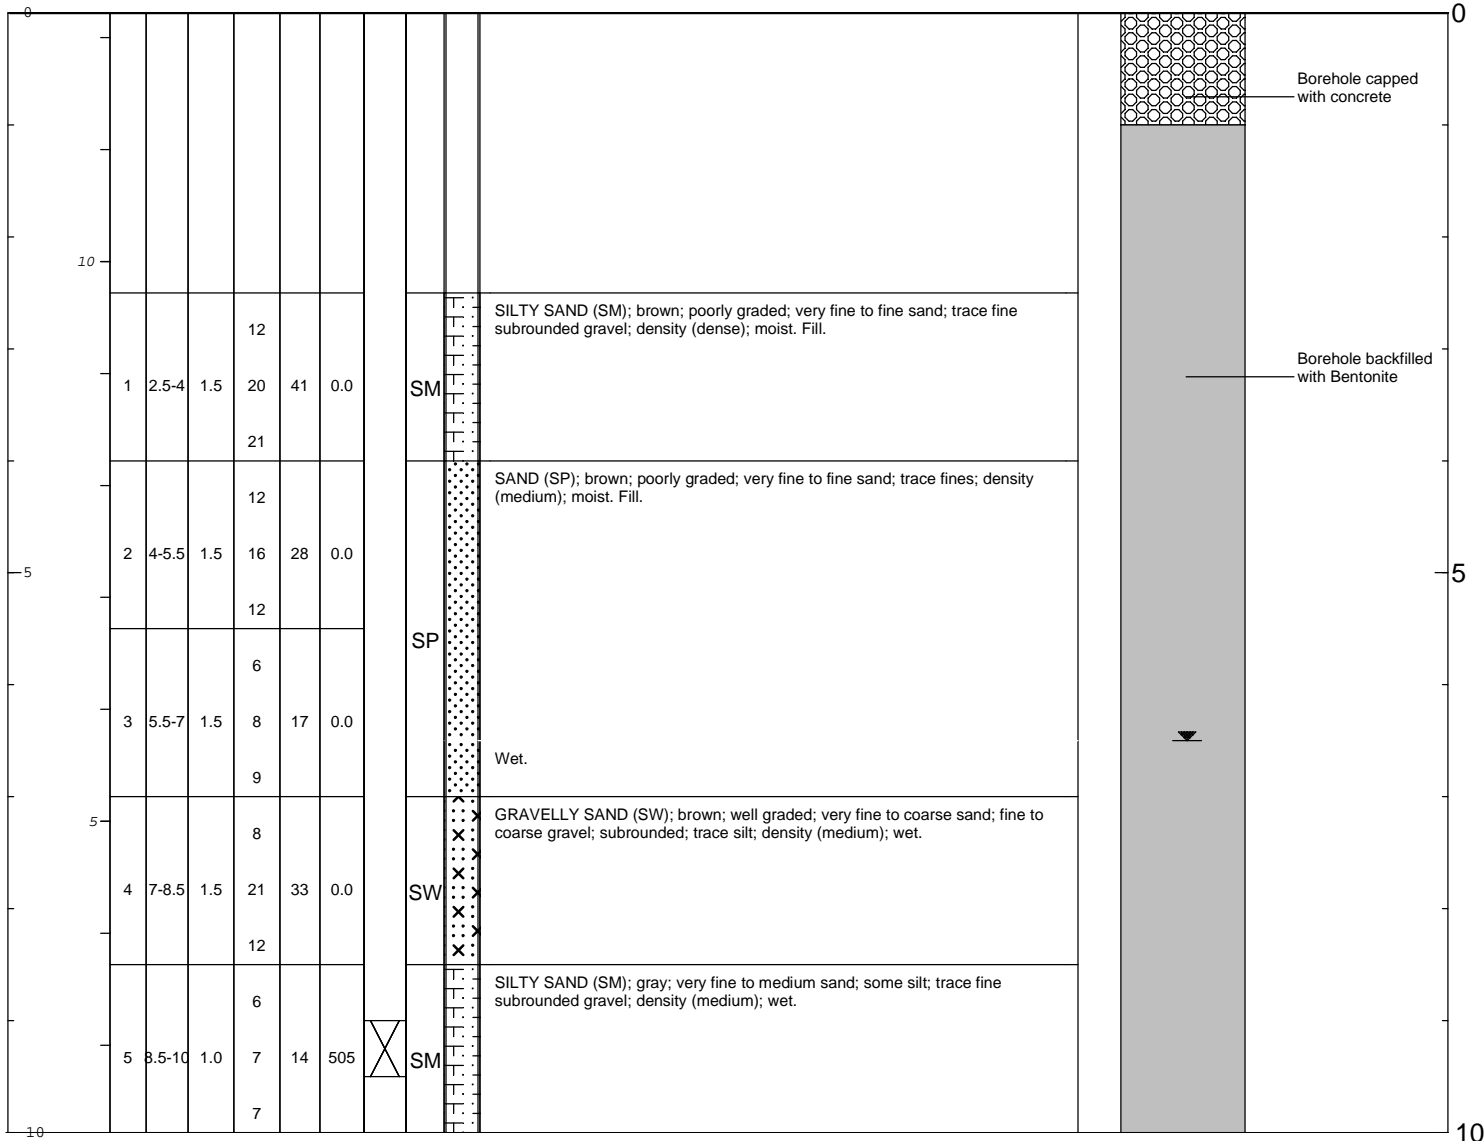 0
0
Borehole capped
with concrete
10
SILTY SAND (SM); brown; poorly graded; very fine to fine sand; trace fine
subrounded gravel; density (dense); moist. Fill.
12
1 2.5-4 1.5 20 41 0.0 SM
21
Borehole backfilled
with Bentonite
SAND (SP); brown; poorly graded; very fine to fine sand; trace fines; density
(medium); moist. Fill.
12
2 4-5.5 1.5 16 28 0.0
5
5
12
SP
6
3 5.5-7 1.5 8 17 0.0
Wet.
9
GRAVELLY SAND (SW); brown; well graded; very fine to coarse sand; fine to
coarse gravel; subrounded; trace silt; density (medium); wet.
5
8
4 7-8.5 1.5 21 33 0.0 SW
12
SILTY SAND (SM); gray; very fine to medium sand; some silt; trace fine
subrounded gravel; density (medium); wet.
6
5 8.5-10 1.0 7 14 505 SM
7
10
10